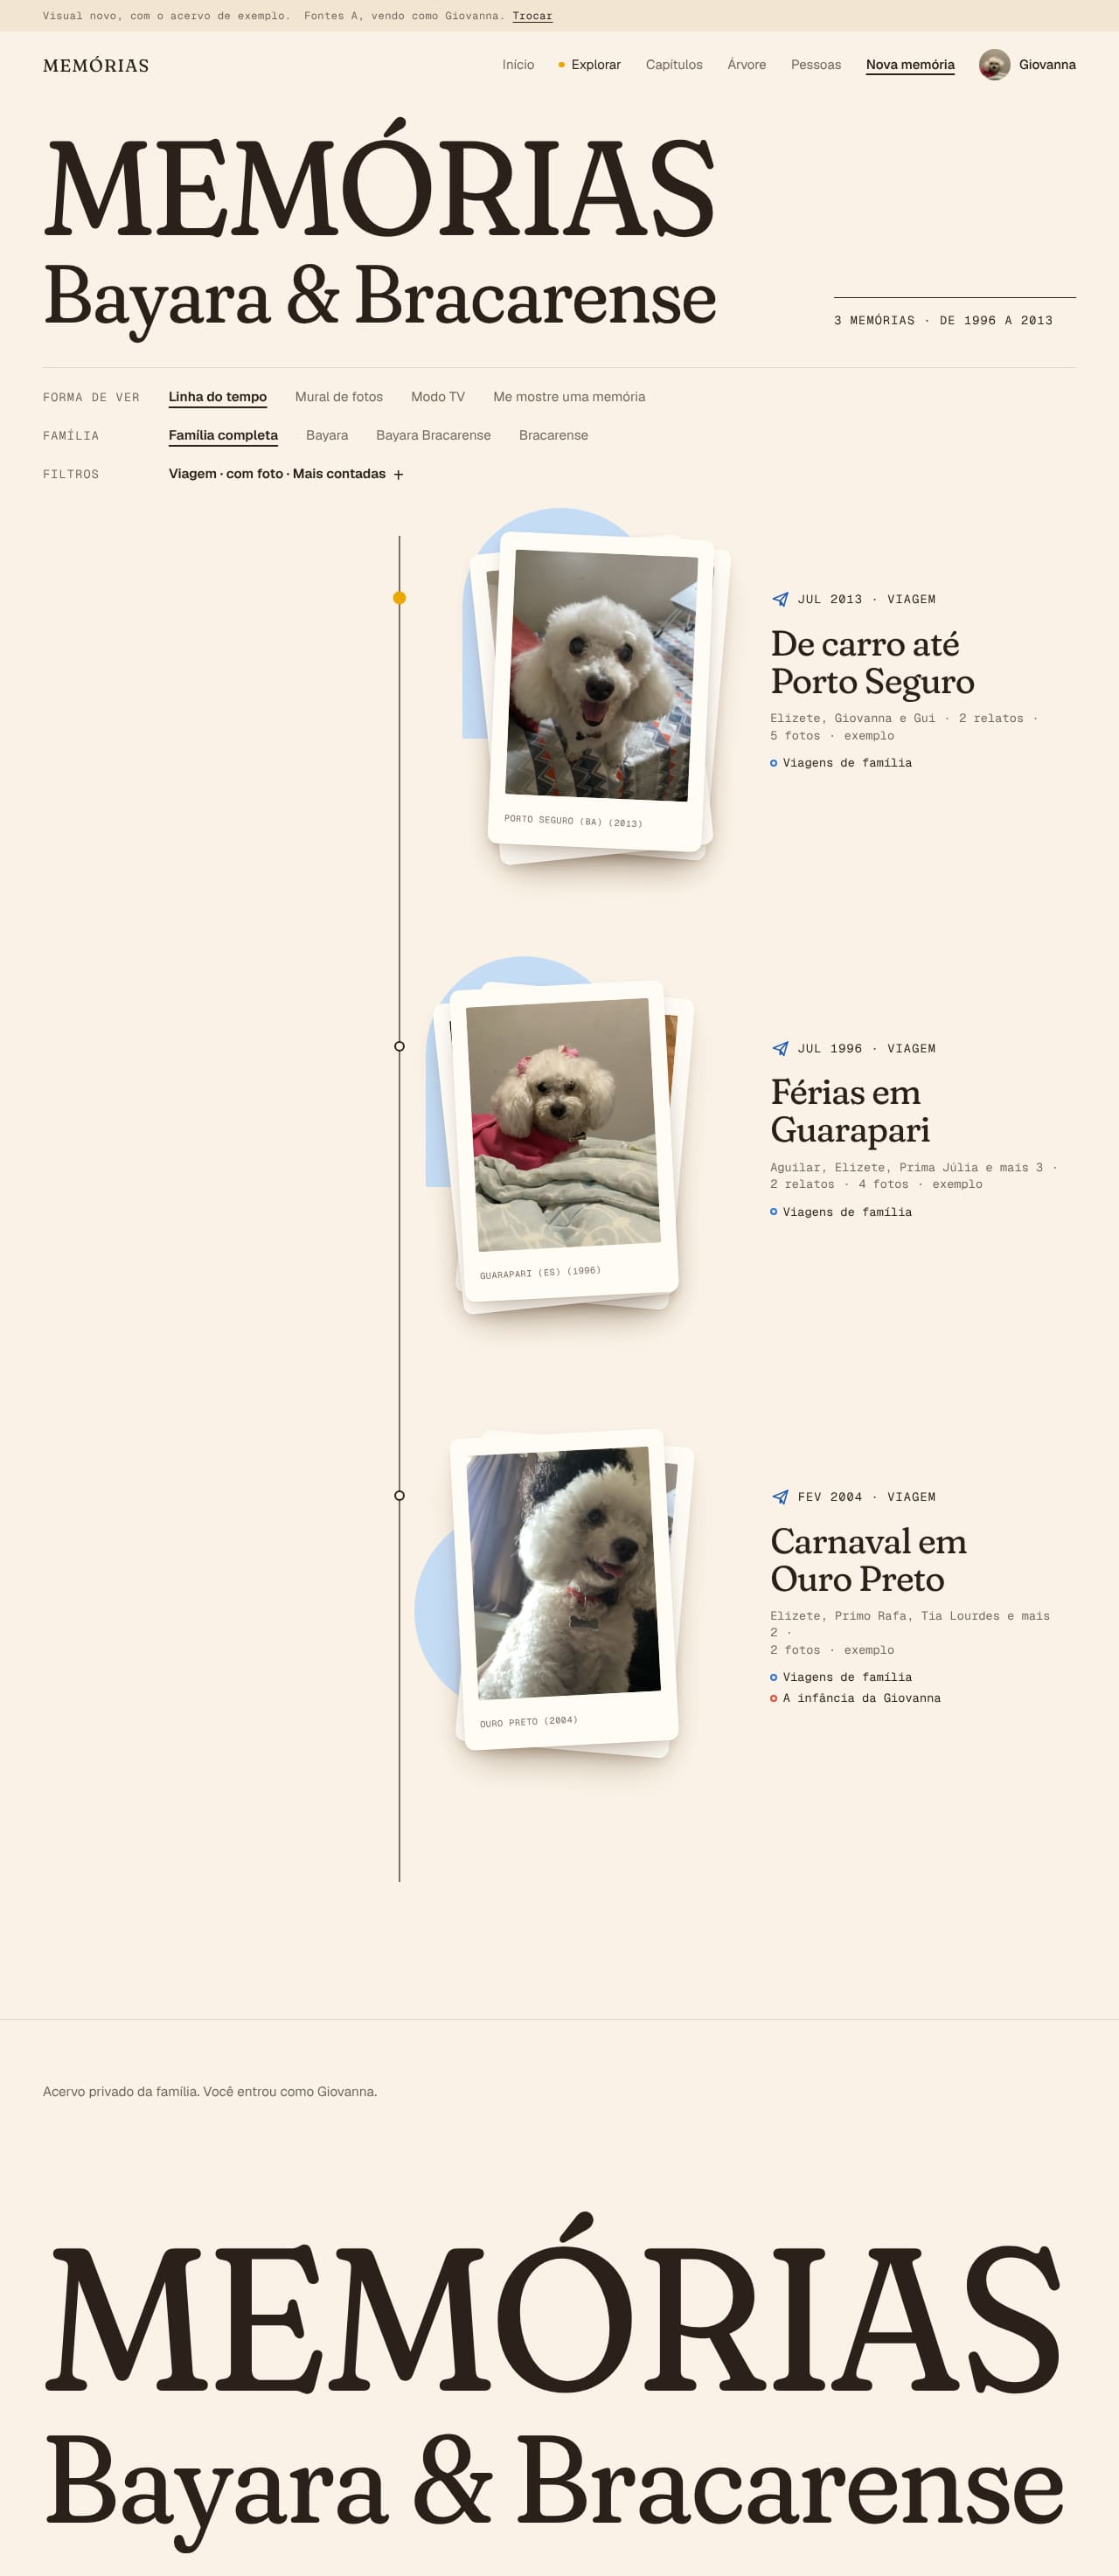 Visual novo, com o acervo de exemplo. Fontes A, vendo como Giovanna. Trocar
MEMÓRIAS
Início Explorar Capítulos Árvore Pessoas Nova memória Giovanna
MEMÓRIAS
Bayara & Bracarense
3 MEMÓRIAS · DE 1996 A 2013
FORMA DE VER Linha do tempo Mural de fotos Modo TV Me mostre uma memória
FAMÍLIA Família completa Bayara Bayara Bracarense Bracarense
FILTROS Viagem · com foto · Mais contadas +
PORTO SEGURO (BA) (2013)
JUL 2013 · VIAGEM
De carro até
Porto Seguro
Elizete, Giovanna e Gui · 2 relatos ·
5 fotos · exemplo
Viagens de família
GUARAPARI (ES) (1996)
JUL 1996 · VIAGEM
Férias em
Guarapari
Aguilar, Elizete, Prima Júlia e mais 3 ·
2 relatos · 4 fotos · exemplo
Viagens de família
OURO PRETO (2004)
FEV 2004 · VIAGEM
Carnaval em
Ouro Preto
Elizete, Primo Rafa, Tia Lourdes e mais
2 ·
2 fotos · exemplo
Viagens de família
A infância da Giovanna
Acervo privado da família. Você entrou como Giovanna.
MEMÓRIAS
Bayara & Bracarense